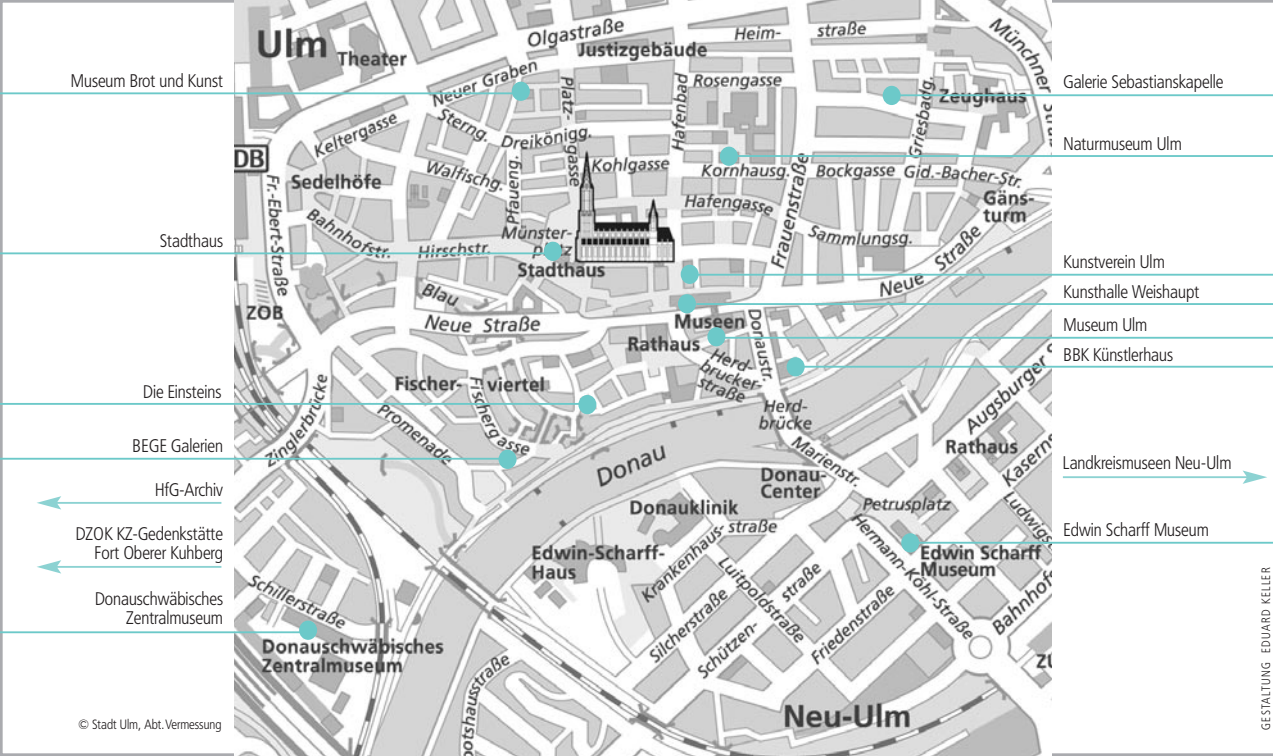 Museum Brot und Kunst
Stadthaus
Die Einsteins
BEGE Galerien
HfG-Archiv
DZOK KZ-Gedenkstätte
Fort Oberer Kuhberg
Donauschwäbisches
Zentralmuseum
© Stadt Ulm, Abt. Vermessung
Ulm
Theater
Olgastraße
Justizgebäude
Heim-
straße
Münchner
Neuer Graben
Platz-
gasse
Hafenbad
Rosengasse
Griesbadg.
Zeughaus
Keltergasse
Sterng.
Dreikönigg.
DB
Walfischg.
Pfaueng.
Kohlgasse
Kornhausg.
Bockgasse
Gid.-Bacher-Str.
Sedelhöfe
Fr.-Ebert-Straße
Bahnhofstr.
Hirschstr.
Münster-
platz
Stadthaus
Hafengasse
Frauenstraße
Sammlungsg.
Gäns-
turm
ZOB
Blau
Neue Straße
Neue Straße
Museen
Rathaus
Donaustr.
Herd-
brucker-
straße
Fischer-
viertel
Fischergasse
Zinglerbrücke
Promenade
Herd-
brücke
Augsburger
Donau
Marienstr.
Rathaus
Donau-
Center
Petrusplatz
Donauklinik
Edwin-Scharff-
Haus
Krankenhaus-
straße
Hermann-Köhl-Straße
Edwin Scharff
Museum
Luitpoldstraße
Silcherstraße
Schützen-
straße
Friedenstraße
Schillerstraße
Donauschwäbisches
Zentralmuseum
Neu-Ulm
Galerie Sebastianskapelle
Naturmuseum Ulm
Kunstverein Ulm
Kunsthalle Weishaupt
Museum Ulm
BBK Künstlerhaus
Landkreismuseen Neu-Ulm
Edwin Scharff Museum
GESTALTUNG EDUARD KELLER